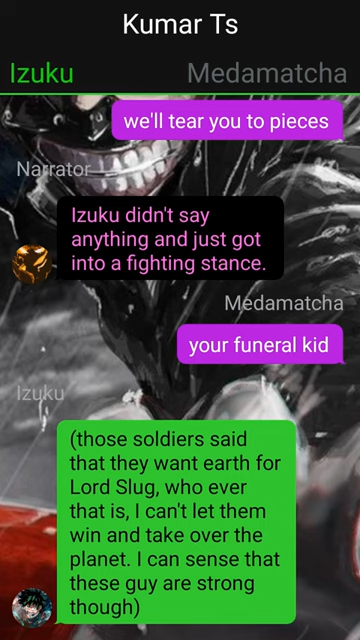 Kumar Ts
Izuku Medamatcha
we'll tear you to pieces
Narrator
Izuku didn't say
anything and just got
into a fighting stance.
Medamatcha
your funeral kid
Izuku
(those soldiers said
that they want earth for
Lord Slug, who ever
that is, I can't let them
win and take over the
planet. I can sense that
these guy are strong
though)